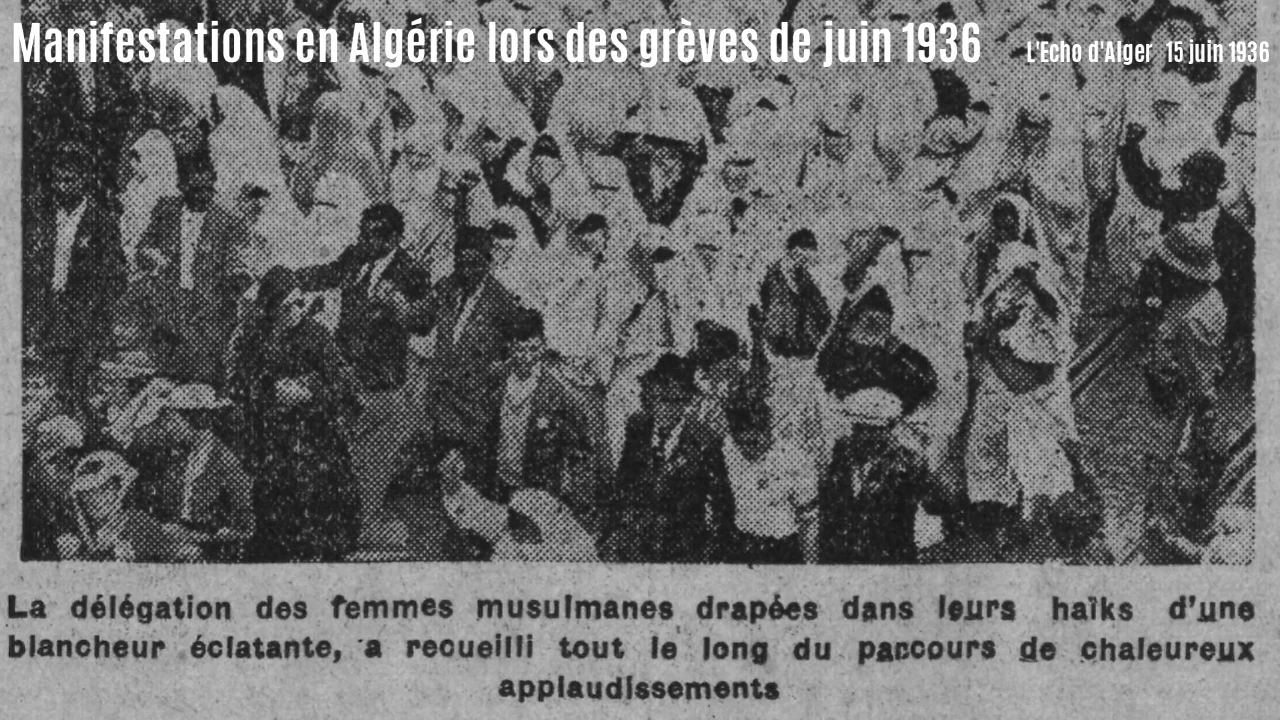 Manifestations en Algérie lors des grèves de juin 1936
L'Echo d'Alger 15 juin 1936
La délégation des femmes musulmanes drapées dans leurs haïks d'une
blancheur éclatante, a recueilli tout le long du parcours de chaleureux
applaudissements